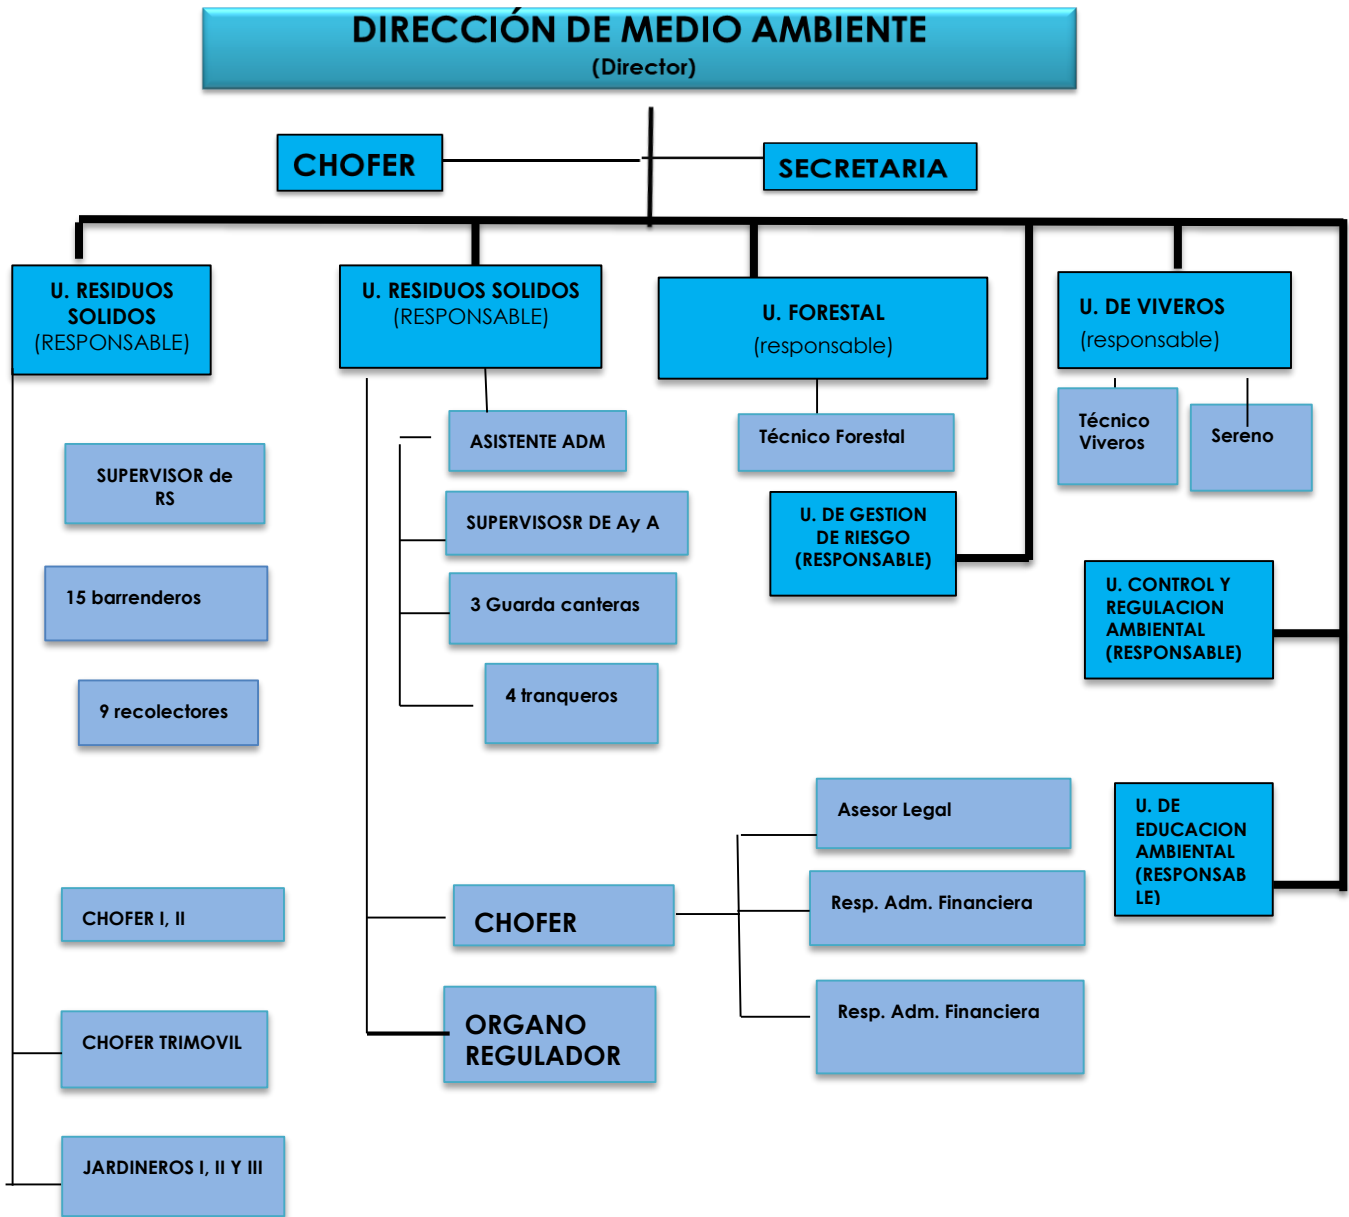 DIRECCIÓN DE MEDIO AMBIENTE
(Director)
CHOFER
SECRETARIA
U. RESIDUOS
SOLIDOS
(RESPONSABLE)
U. RESIDUOS SOLIDOS
(RESPONSABLE)
U. FORESTAL
(responsable)
U. DE VIVEROS
(responsable)
SUPERVISOR de
RS
15 barrenderos
9 recolectores
CHOFER I, II
CHOFER TRIMOVIL
JARDINEROS I, II Y III
ASISTENTE ADM
SUPERVISOSR DE Ay A
3 Guarda canteras
4 tranqueros
CHOFER
ORGANO
REGULADOR
Asesor Legal
Resp. Adm. Financiera
Resp. Adm. Financiera
Técnico Forestal
U. DE GESTION
DE RIESGO
(RESPONSABLE)
Técnico
Viveros
Sereno
U. CONTROL Y
REGULACION
AMBIENTAL
(RESPONSABLE)
U. DE
EDUCACION
AMBIENTAL
(RESPONSAB
LE)